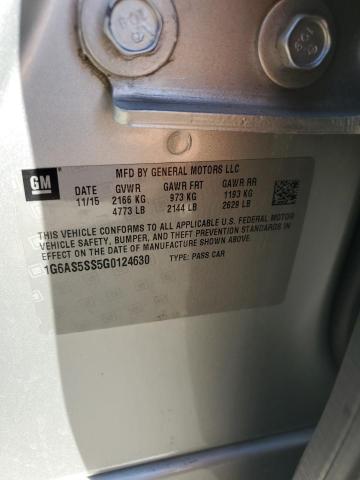 GM
MFD BY GENERAL MOTORS LLC
DATE GVWR GAWR FRT GAWR RR
11/15 2166 KG 973 KG 1193 KG
4773 LB 2144 LB 2629 LB
THIS VEHICLE CONFORMS TO ALL APPLICABLE U.S. FEDERAL MOTOR
VEHICLE SAFETY, BUMPER, AND THEFT PREVENTION STANDARDS IN
EFFECT ON THE DATE OF MANUFACTURE SHOWN ABOVE.
1G6AS5SS5G0124630 TYPE: PASS CAR